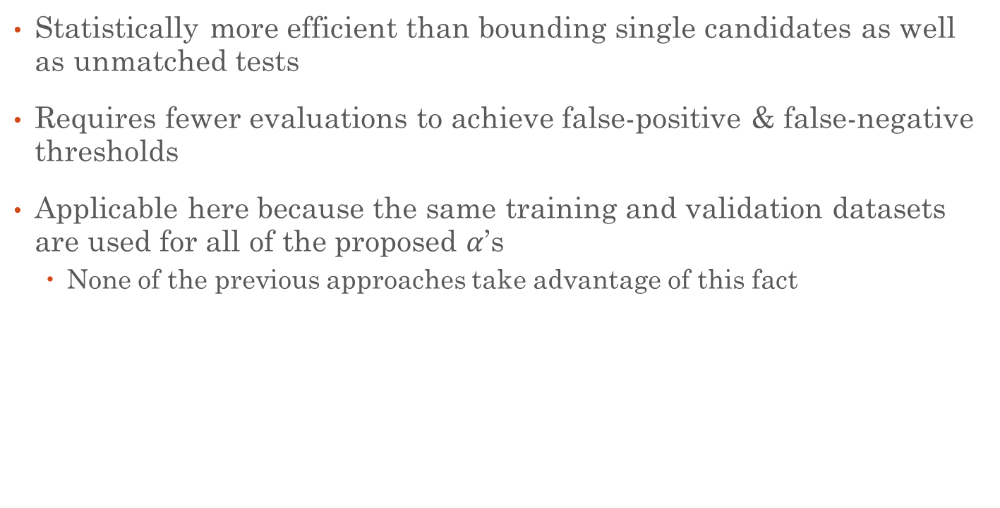 • Statistically more efficient than bounding single candidates as well
as unmatched tests
• Requires fewer evaluations to achieve false-positive & false-negative
thresholds
• Applicable here because the same training and validation datasets
are used for all of the proposed α’s
• None of the previous approaches take advantage of this fact